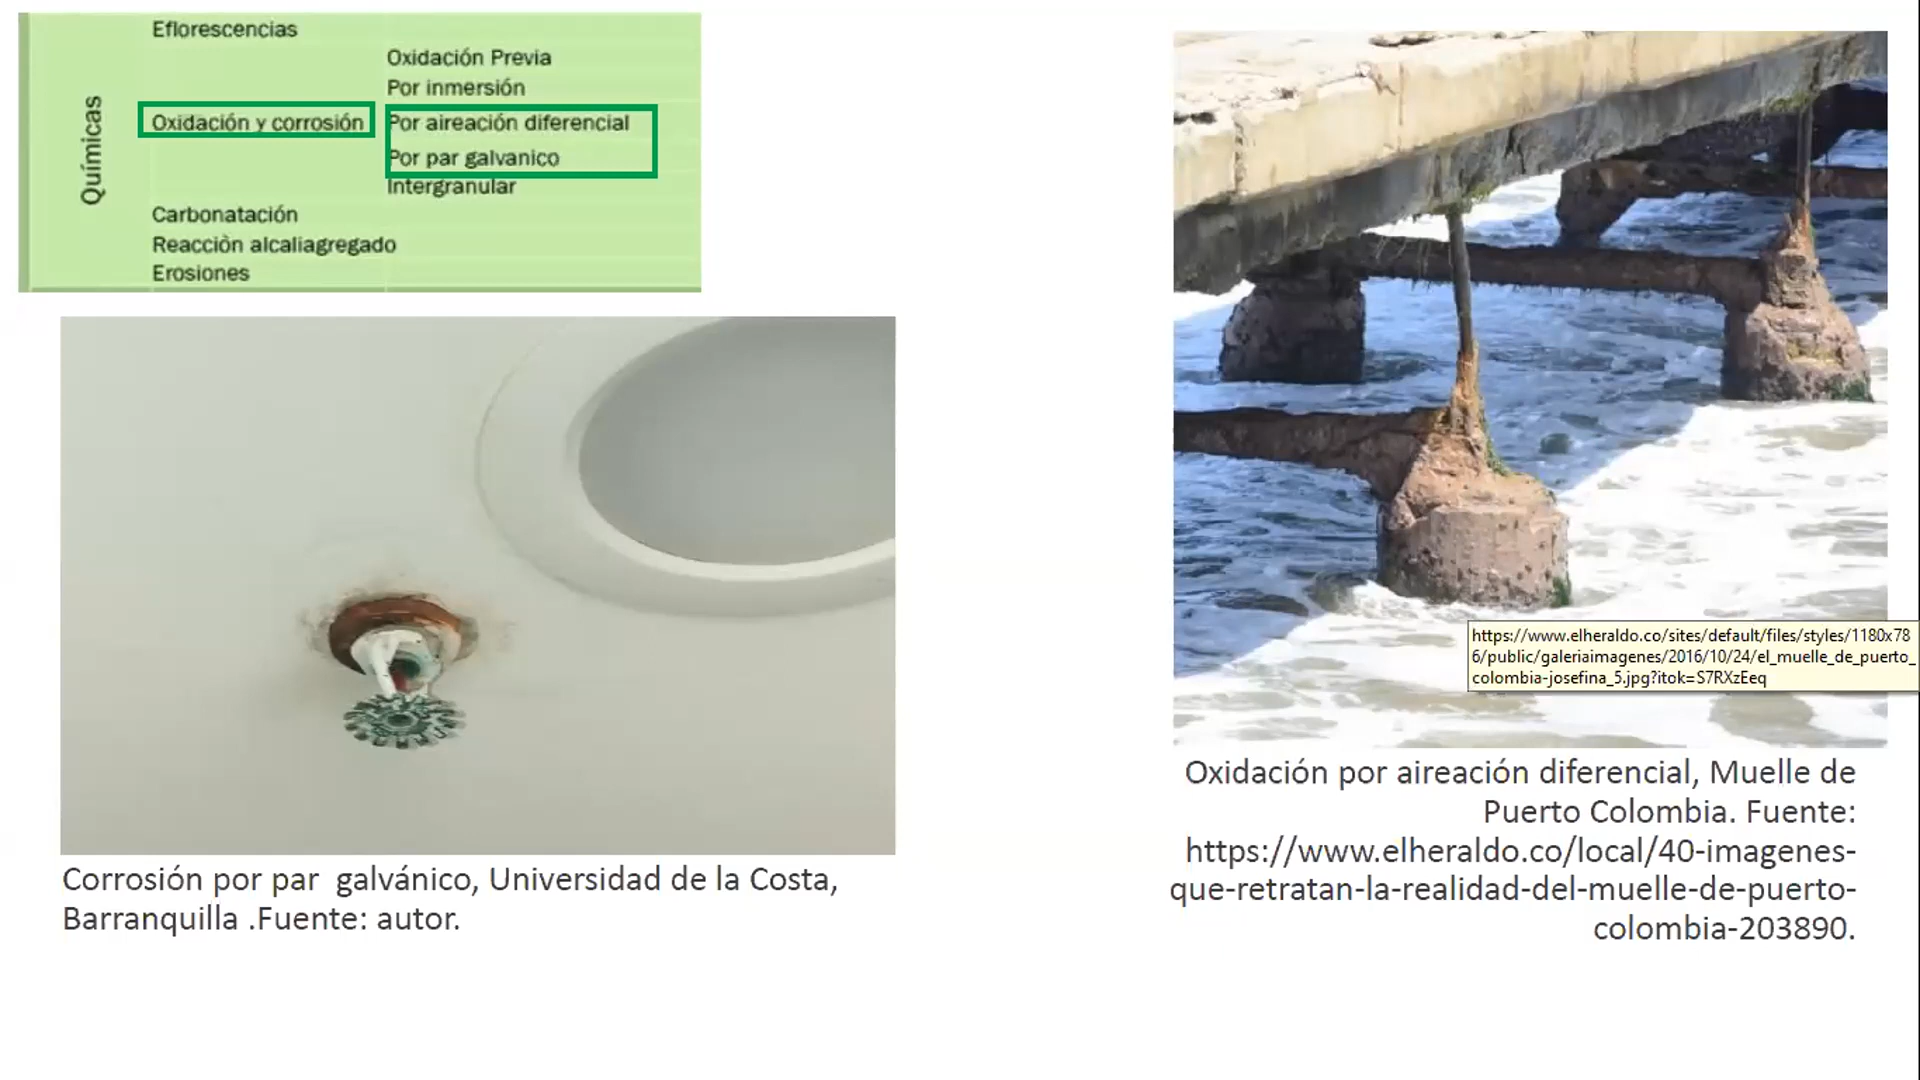 Eflorescencias
Oxidación Previa
Por inmersión
Químicas
Oxidación y corrosión
Por aireación diferencial
Por par galvanico
Intergranular
Carbonatación
Reacciòn alcaliagregado
Erosiones
https://www.elheraldo.co/sites/default/files/styles/1180x78
6/public/galeriaimagenes/2016/10/24/el_muelle_de_puerto_
colombia-josefina_5.jpg?itok=S7RXzEeq
Corrosión por par  galvánico, Universidad de la Costa,
Barranquilla .Fuente: autor.
Oxidación por aireación diferencial, Muelle de
Puerto Colombia. Fuente:
https://www.elheraldo.co/local/40-imagenes-
que-retratan-la-realidad-del-muelle-de-puerto-
colombia-203890.